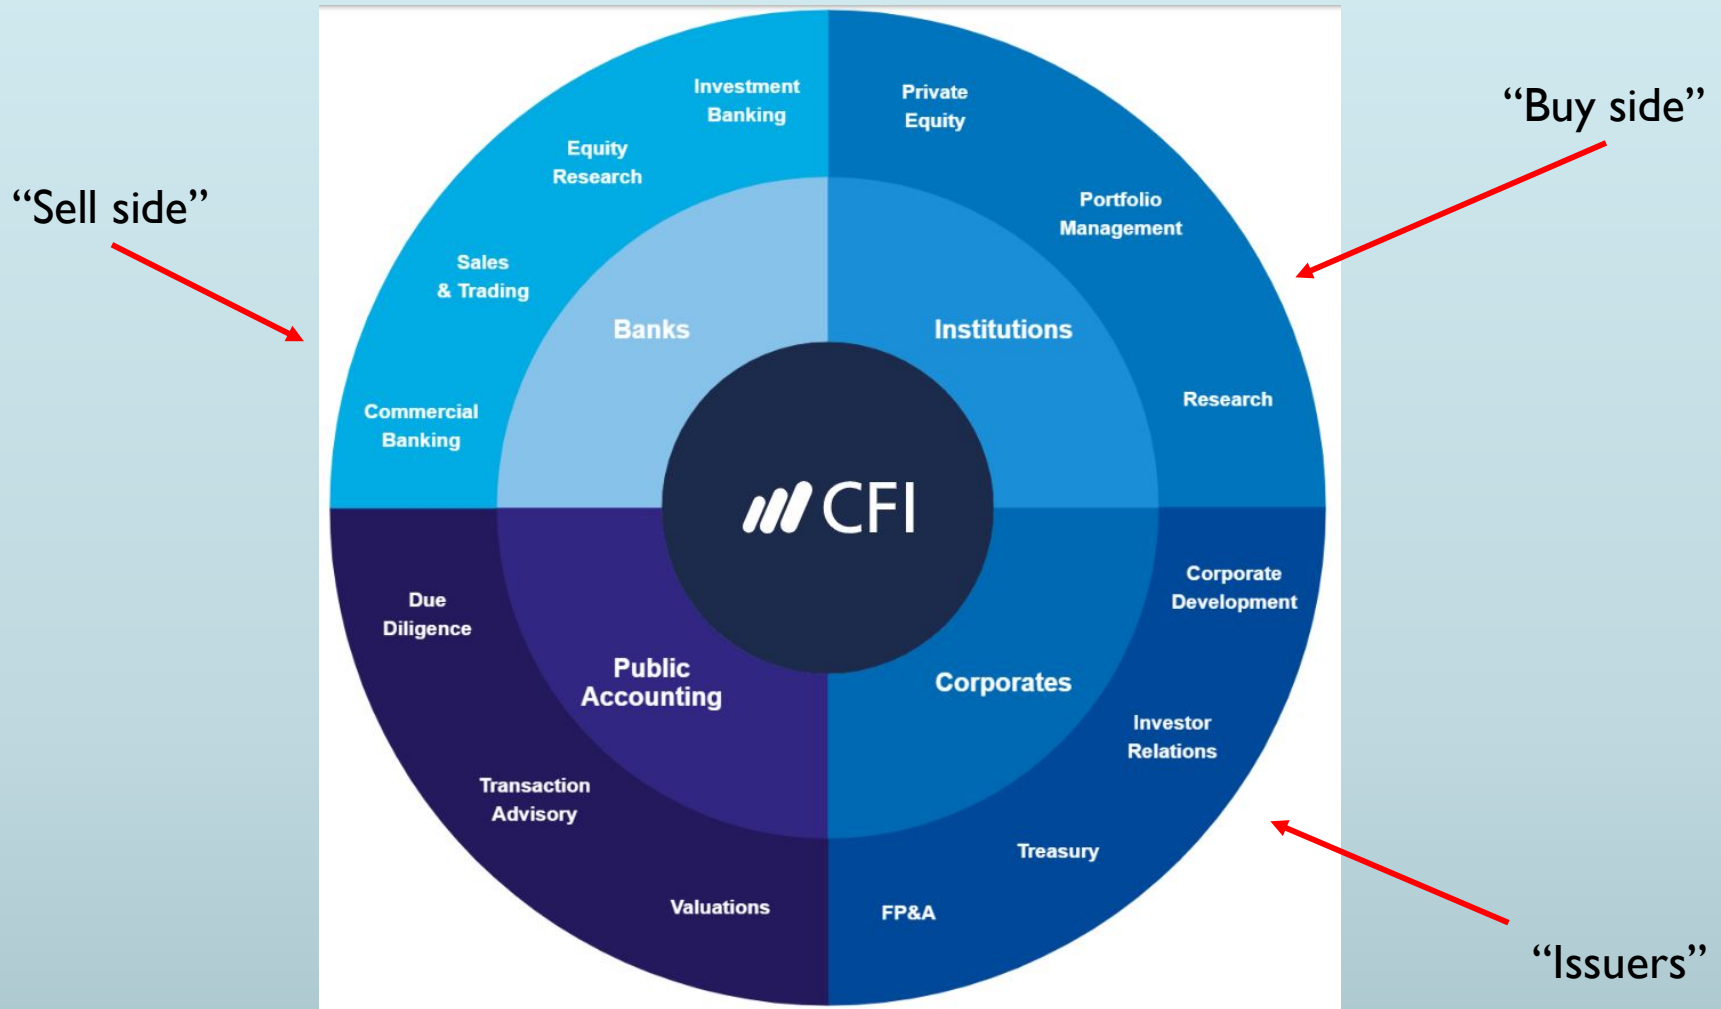 “Sell side”
“Buy side”
“Issuers”
Investment
Banking
Equity
Research
Sales
& Trading
Commercial
Banking
Banks
Private
Equity
Portfolio
Management
Research
Institutions
CFI
Due
Diligence
Transaction
Advisory
Valuations
Public
Accounting
Corporate
Development
Investor
Relations
Treasury
FP&A
Corporates